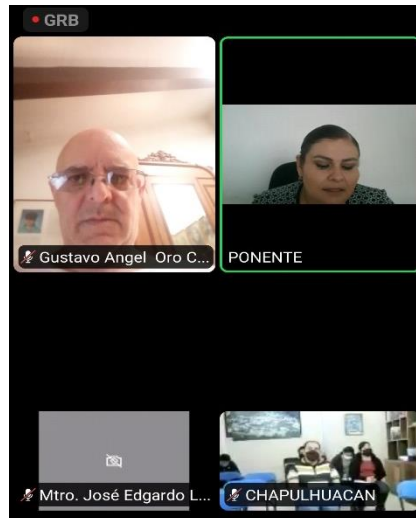 GRB
Gustavo Angel Oro C...
PONENTE
Mtro. José Edgardo L...
CHAPULHUACAN